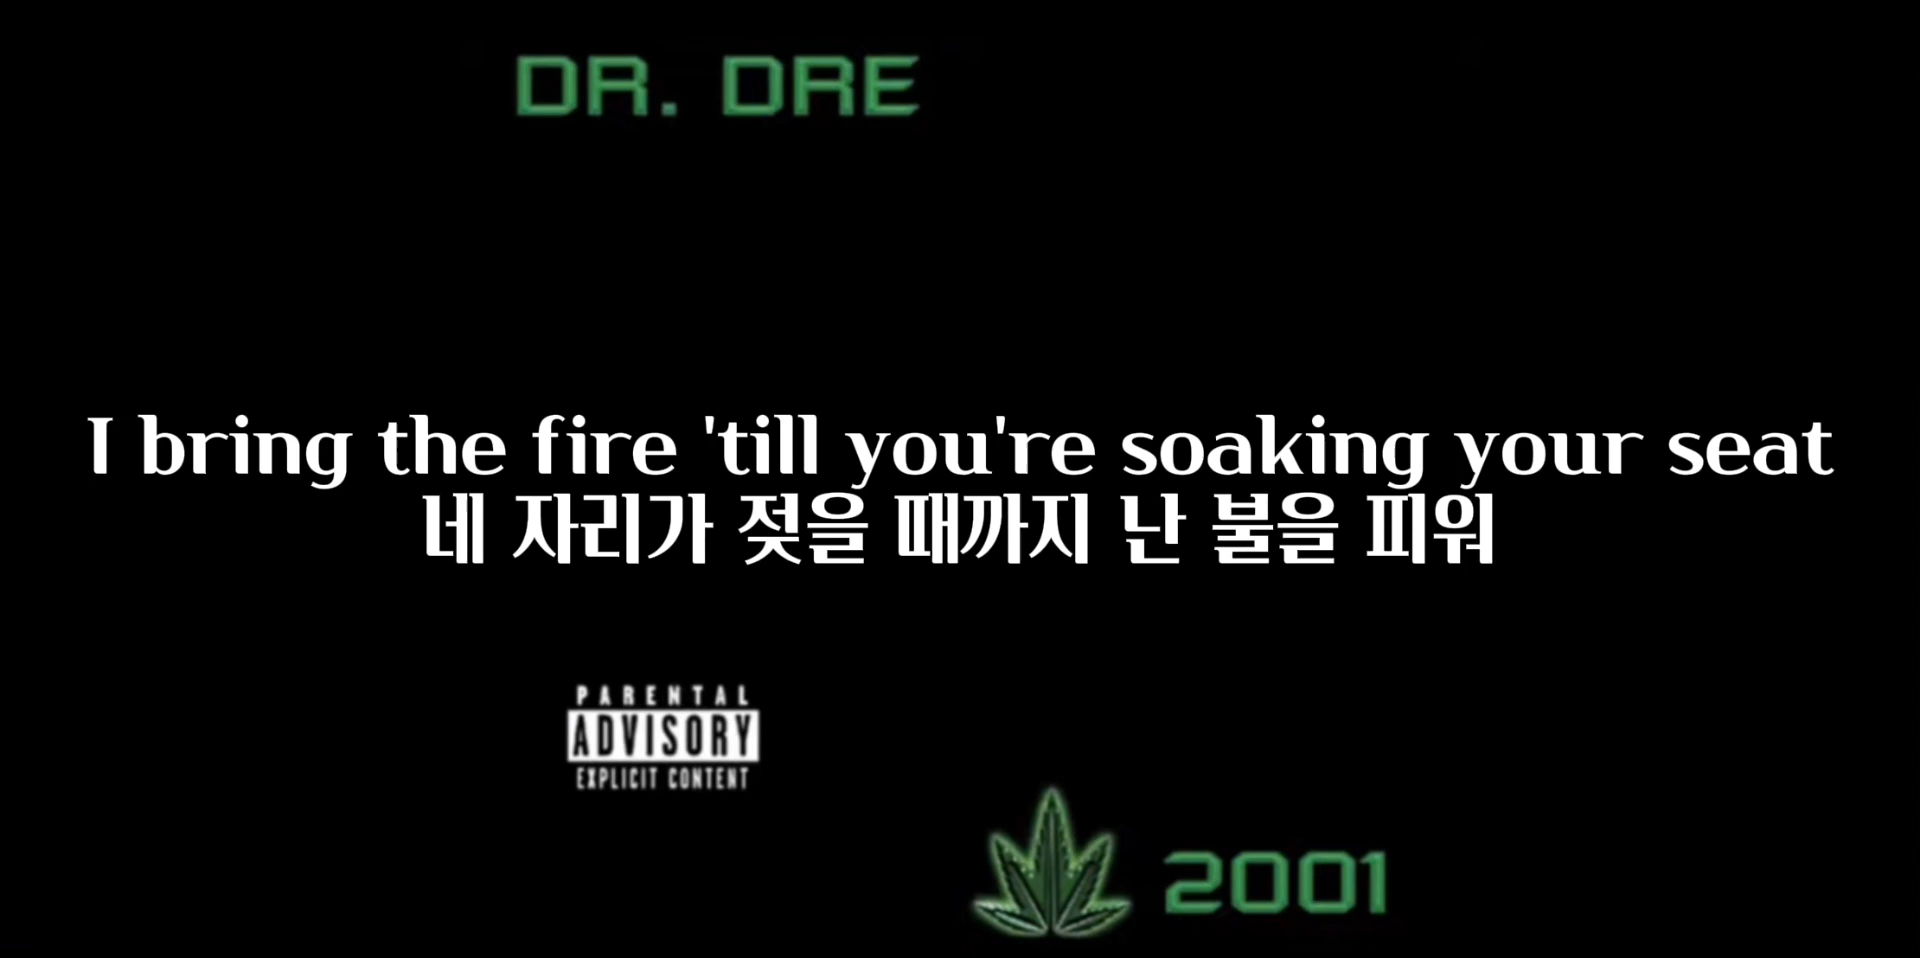 DR. DRE
I bring the fire 'till you're soaking your seat
네 자리가 젖을 때까지 난 불을 피워
PARENTAL
ADVISORY
EXPLICIT CONTENT
2001